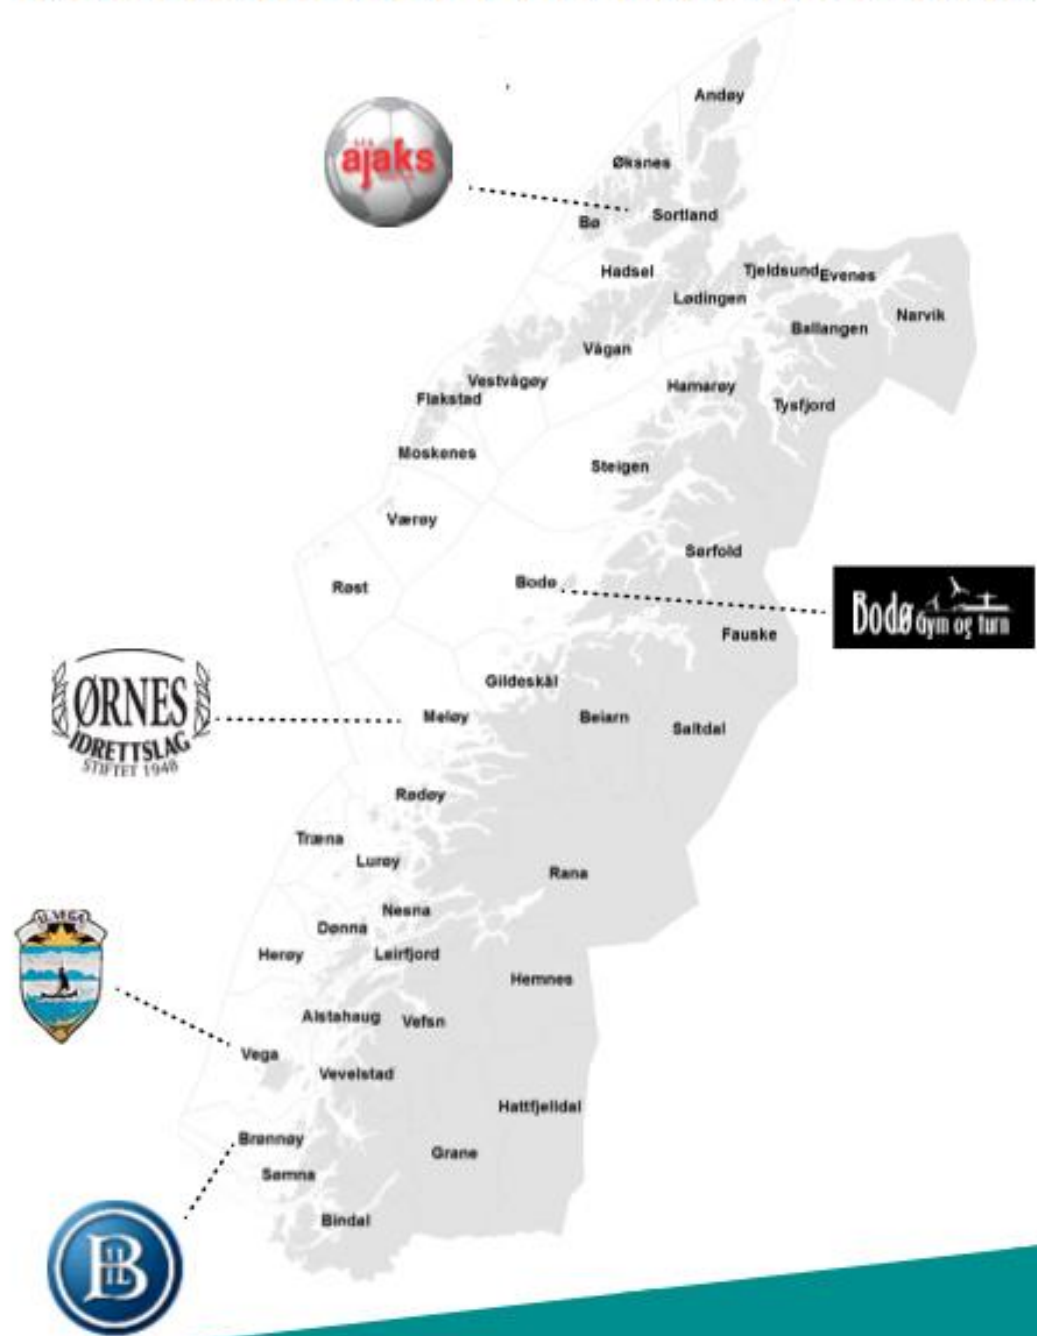 Andøy
ajaks
Øksnes
Sortland
Bø
Hadsel
Tjeldsund
Evenes
Lødingen
Narvik
Ballangen
Vågan
Vestvågøy
Hamarøy
Flakstad
Tysfjord
Moskenes
Steigen
Værøy
Sørfold
Bodø
Røst
Bodø Gym og turn
Fauske
Gildeskål
ØRNES
IDRETTSLAG
STIFTET 1948
Meløy
Beiarn
Saltdal
Rødøy
Træna
Lurøy
Rana
Nesna
IL VEGA
Dønna
Herøy
Leirfjord
Hemnes
Alstahaug
Vefsn
Vega
Vevelstad
Hattfjelldal
Brønnøy
Grane
Sømna
Bindal